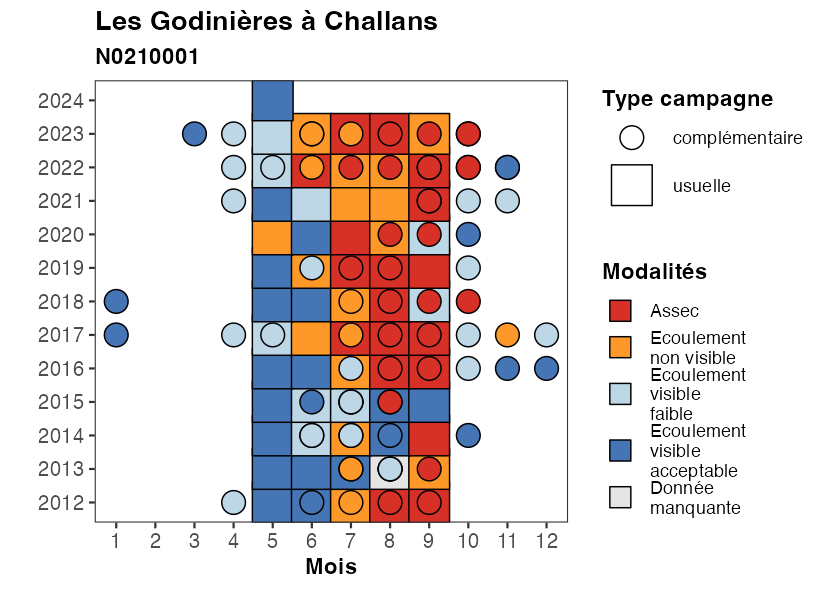 Les Godinières à Challans
N0210001
2024
2023
2022
2021
2020
2019
2018
2017
2016
2015
2014
2013
2012
1 2 3 4 5 6 7 8 9 10 11 12
Mois
Type campagne
complémentaire
usuelle
Modalités
Assec
Ecoulement
non visible
Ecoulement
visible
faible
Ecoulement
visible
acceptable
Donnée
manquante